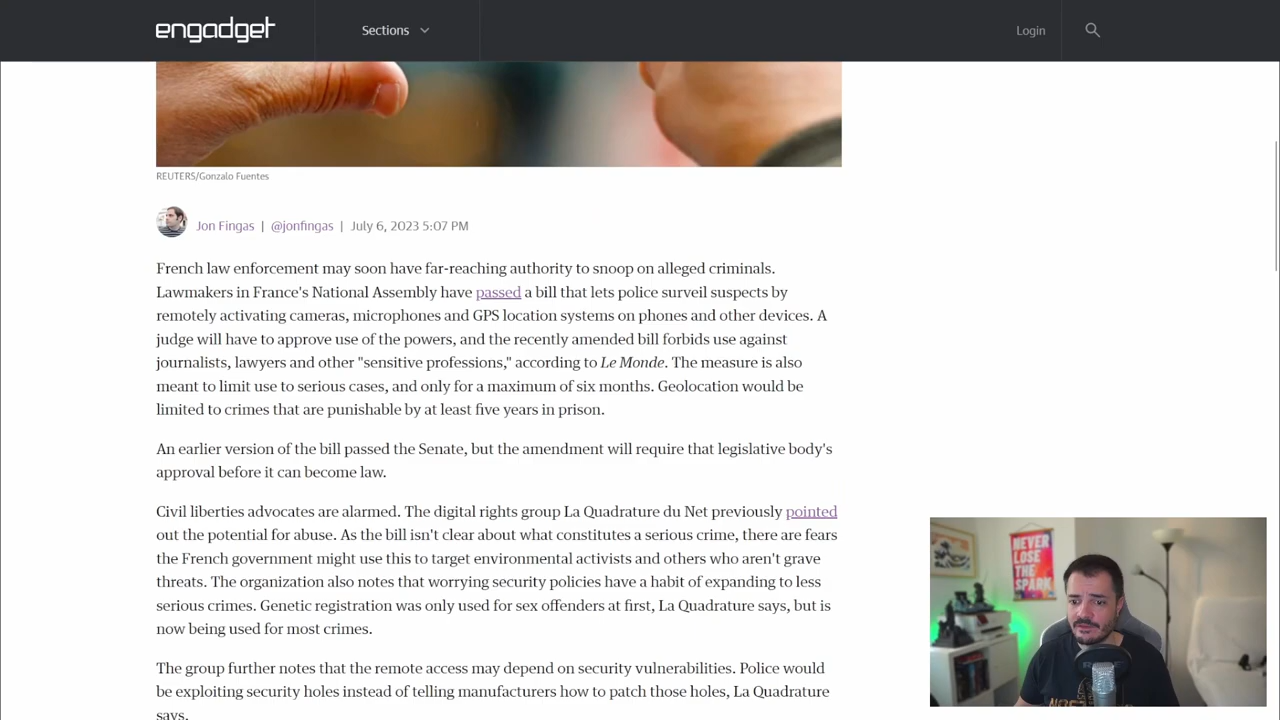 engadget
Sections
Login
REUTERS/Gonzalo Fuentes
Jon Fingas | @jonfingas | July 6, 2023 5:07 PM
French law enforcement may soon have far-reaching authority to snoop on alleged criminals.
Lawmakers in France's National Assembly have passed a bill that lets police surveil suspects by
remotely activating cameras, microphones and GPS location systems on phones and other devices. A
judge will have to approve use of the powers, and the recently amended bill forbids use against
journalists, lawyers and other "sensitive professions," according to Le Monde. The measure is also
meant to limit use to serious cases, and only for a maximum of six months. Geolocation would be
limited to crimes that are punishable by at least five years in prison.
An earlier version of the bill passed the Senate, but the amendment will require that legislative body's
approval before it can become law.
Civil liberties advocates are alarmed. The digital rights group La Quadrature du Net previously pointed
out the potential for abuse. As the bill isn't clear about what constitutes a serious crime, there are fears
the French government might use this to target environmental activists and others who aren't grave
threats. The organization also notes that worrying security policies have a habit of expanding to less
serious crimes. Genetic registration was only used for sex offenders at first, La Quadrature says, but is
now being used for most crimes.
The group further notes that the remote access may depend on security vulnerabilities. Police would
be exploiting security holes instead of telling manufacturers how to patch those holes, La Quadrature
says.
NEVER
LOSE
THE
SPARK